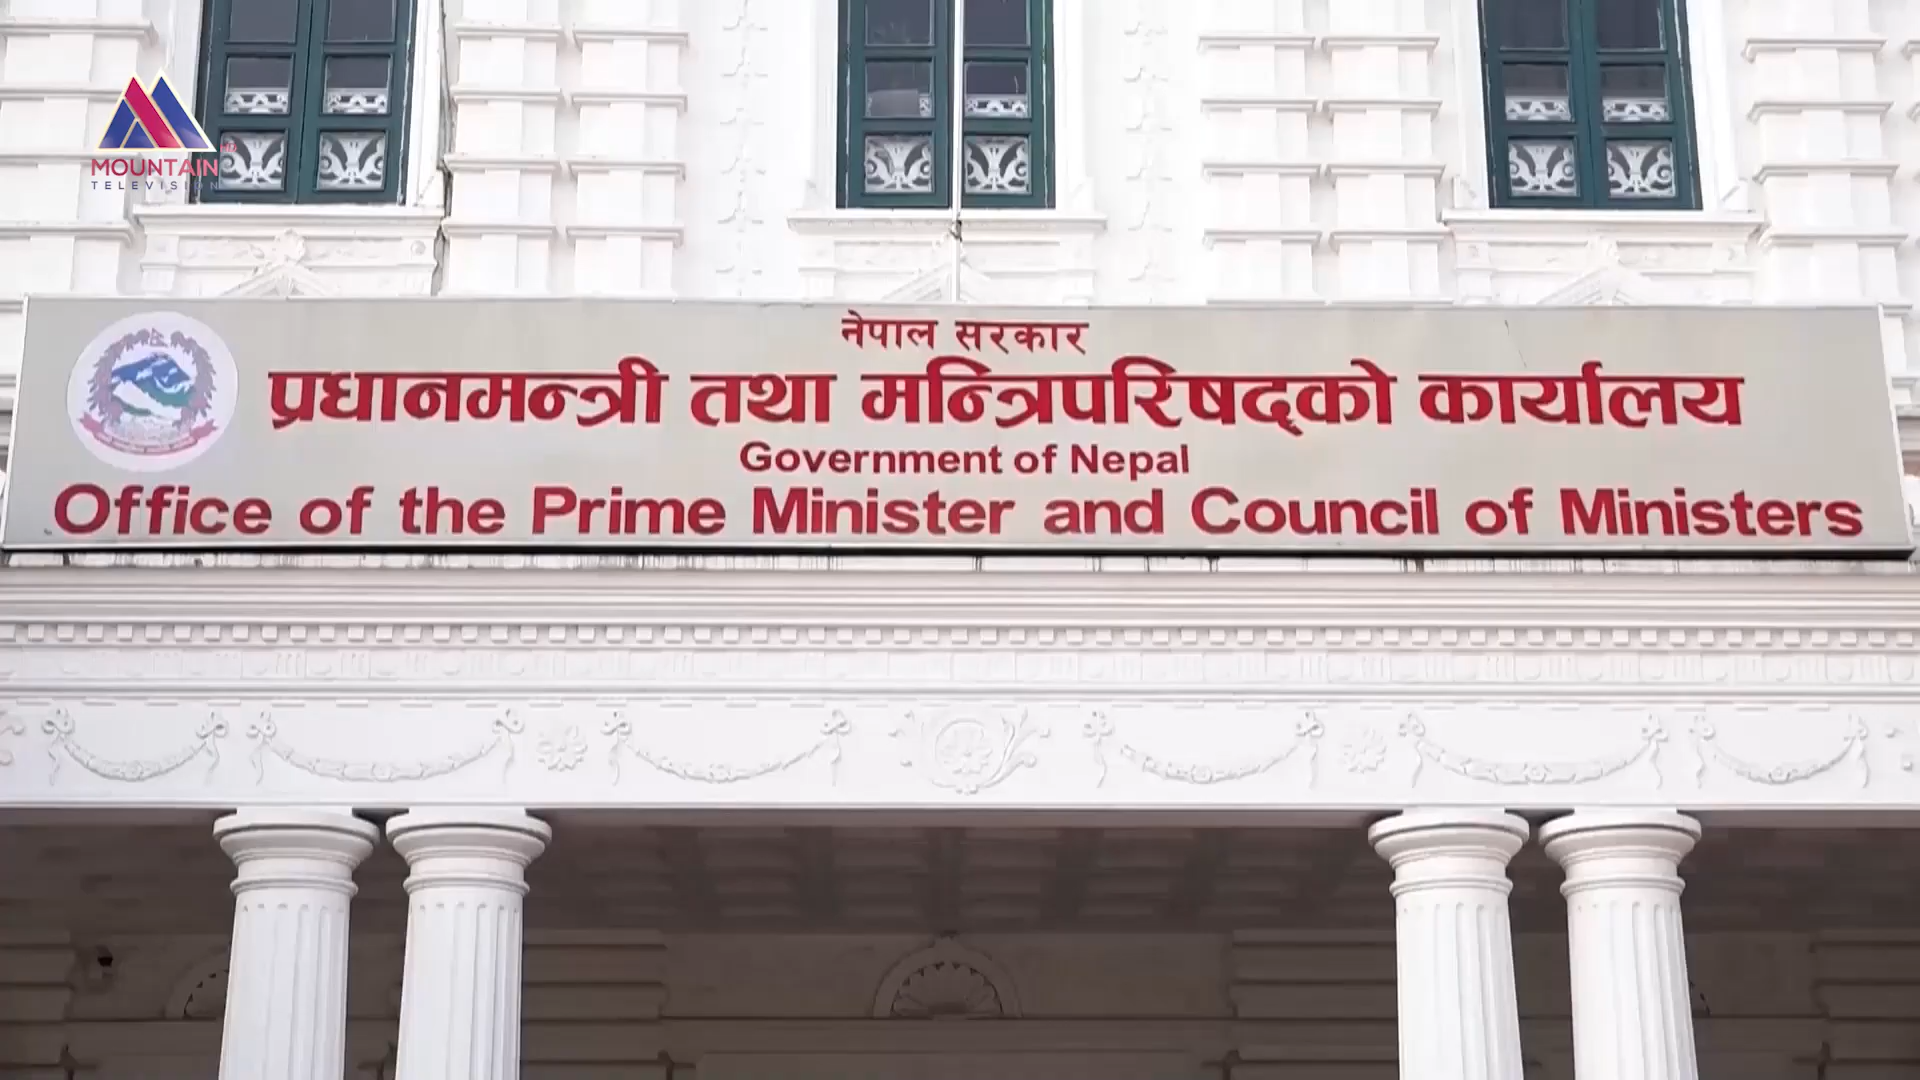 MOUNTAIN
TELEVISION
नेपाल सरकार
प्रधानमन्त्री तथा मन्त्रिपरिषद्को कार्यालय
Government of Nepal
Office of the Prime Minister and Council of Ministers